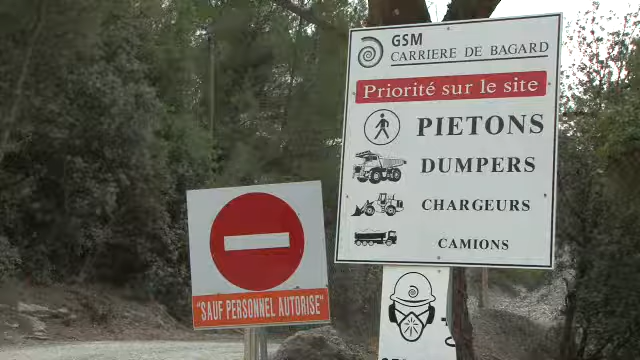 GSM
CARRIERE DE BAGARD
Priorité sur le site
PIETONS
DUMPERS
CHARGEURS
CAMIONS
"SAUF PERSONNEL AUTORISE"